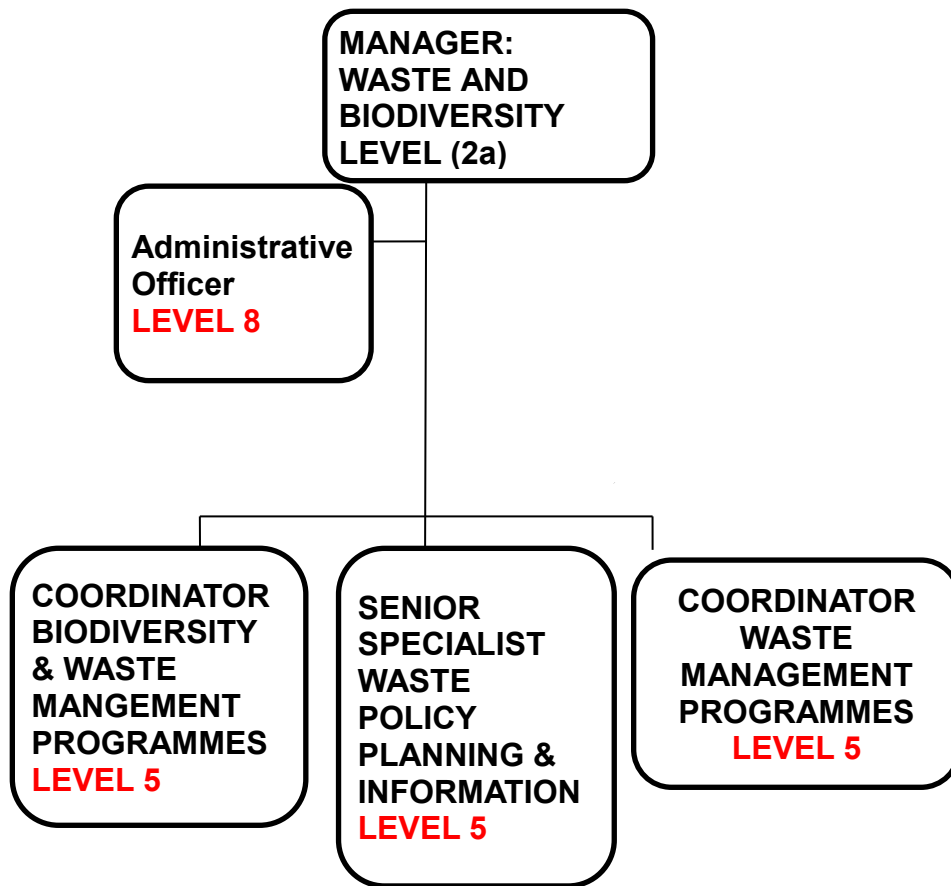 MANAGER:
WASTE AND
BIODIVERSITY
LEVEL (2a)
Administrative
Officer
LEVEL 8
COORDINATOR
BIODIVERSITY
& WASTE
MANGEMENT
PROGRAMMES
LEVEL 5
SENIOR
SPECIALIST
WASTE
POLICY
PLANNING &
INFORMATION
LEVEL 5
COORDINATOR
WASTE
MANAGEMENT
PROGRAMMES
LEVEL 5